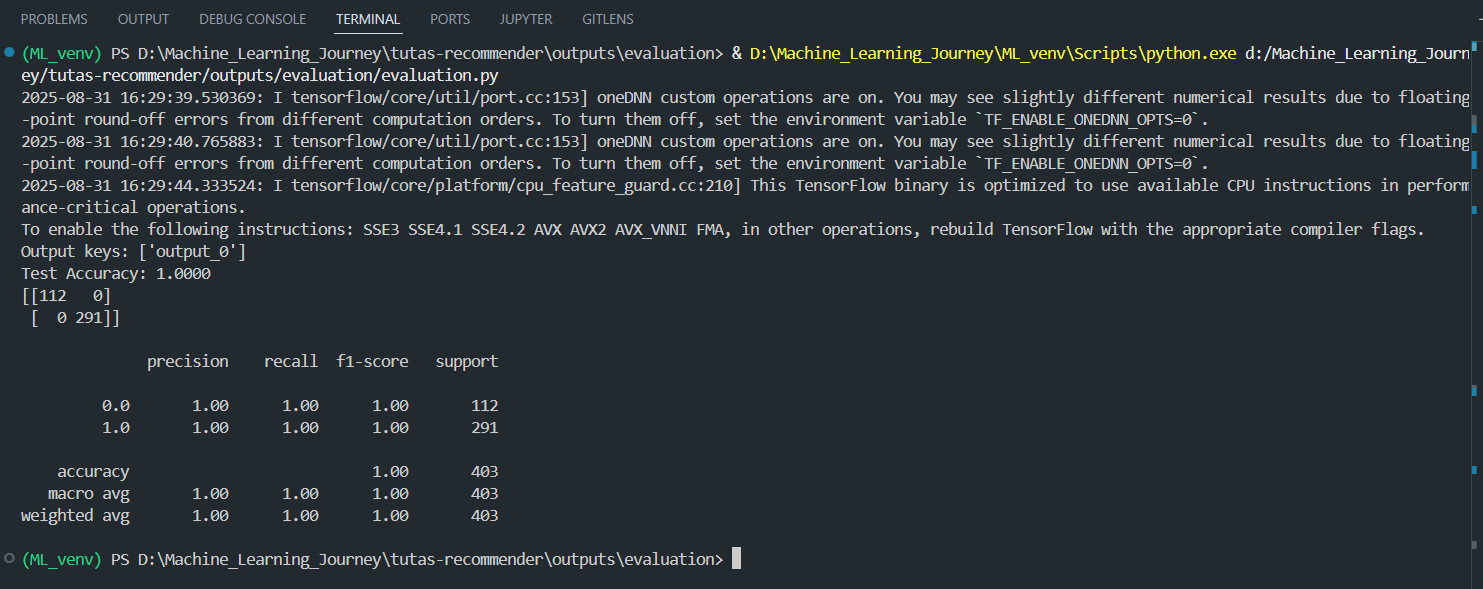 PROBLEMS OUTPUT DEBUG CONSOLE TERMINAL PORTS JUPYTER GITLENS
(ML_venv) PS D:\Machine_Learning_Journey\tutas-recommender\outputs\evaluation> & D:\Machine_Learning_Journey\ML_venv\Scripts\python.exe d:/Machine_Learning_Journ
ey/tutas-recommender/outputs/evaluation/evaluation.py
2025-08-31 16:29:39.530369: I tensorflow/core/util/port.cc:153] oneDNN custom operations are on. You may see slightly different numerical results due to floating
-point round-off errors from different computation orders. To turn them off, set the environment variable `TF_ENABLE_ONEDNN_OPTS=0`.
2025-08-31 16:29:40.765883: I tensorflow/core/util/port.cc:153] oneDNN custom operations are on. You may see slightly different numerical results due to floating
-point round-off errors from different computation orders. To turn them off, set the environment variable `TF_ENABLE_ONEDNN_OPTS=0`.
2025-08-31 16:29:44.333524: I tensorflow/core/platform/cpu_feature_guard.cc:210] This TensorFlow binary is optimized to use available CPU instructions in perform
ance-critical operations.
To enable the following instructions: SSE3 SSE4.1 SSE4.2 AVX AVX2 AVX_VNNI FMA, in other operations, rebuild TensorFlow with the appropriate compiler flags.
Output keys: ['output_0']
Test Accuracy: 1.0000
[[112   0]
 [  0 291]]
              precision    recall  f1-score   support
         0.0       1.00      1.00      1.00       112
         1.0       1.00      1.00      1.00       291
    accuracy                           1.00       403
   macro avg       1.00      1.00      1.00       403
weighted avg       1.00      1.00      1.00       403
(ML_venv) PS D:\Machine_Learning_Journey\tutas-recommender\outputs\evaluation>